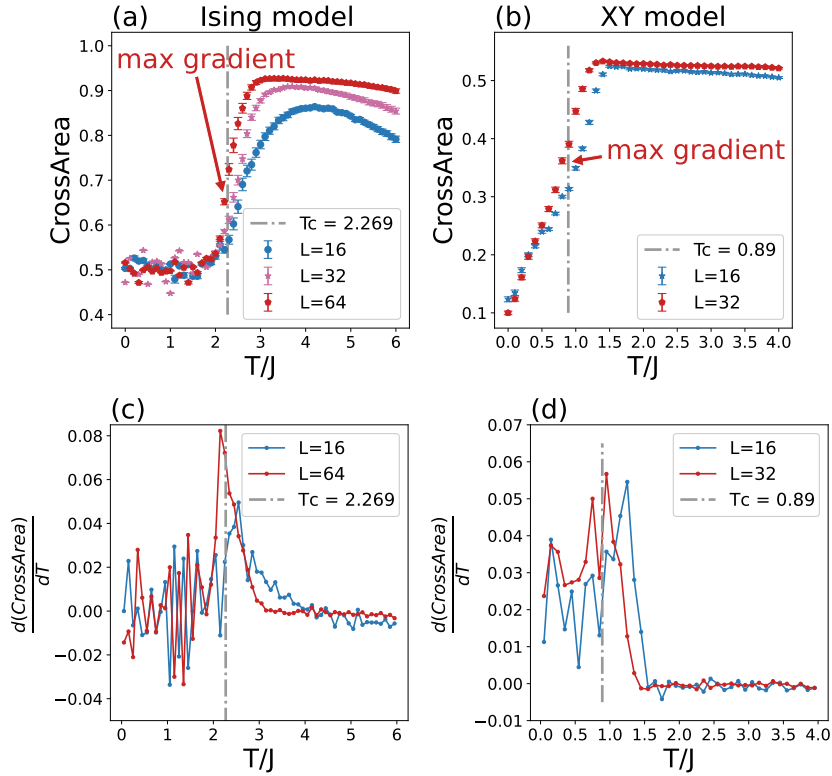 (a) Ising model
CrossArea
1.0
0.9
0.8
0.7
0.6
0.5
0.4
max gradient
Tc = 2.269
L=16
L=32
L=64
0 1 2 3 4 5 6
T/J
(b) XY model
CrossArea
0.5
0.4
0.3
0.2
0.1
max gradient
Tc = 0.89
L=16
L=32
0.0 0.5 1.0 1.5 2.0 2.5 3.0 3.5 4.0
T/J
(c)
d(CrossArea)
dT
0.08
0.06
0.04
0.02
0.00
−0.02
−0.04
L=16
L=64
Tc = 2.269
0 1 2 3 4 5 6
T/J
(d)
d(CrossArea)
dT
0.07
0.06
0.05
0.04
0.03
0.02
0.01
0.00
−0.01
L=16
L=32
Tc = 0.89
0.0 0.5 1.0 1.5 2.0 2.5 3.0 3.5 4.0
T/J